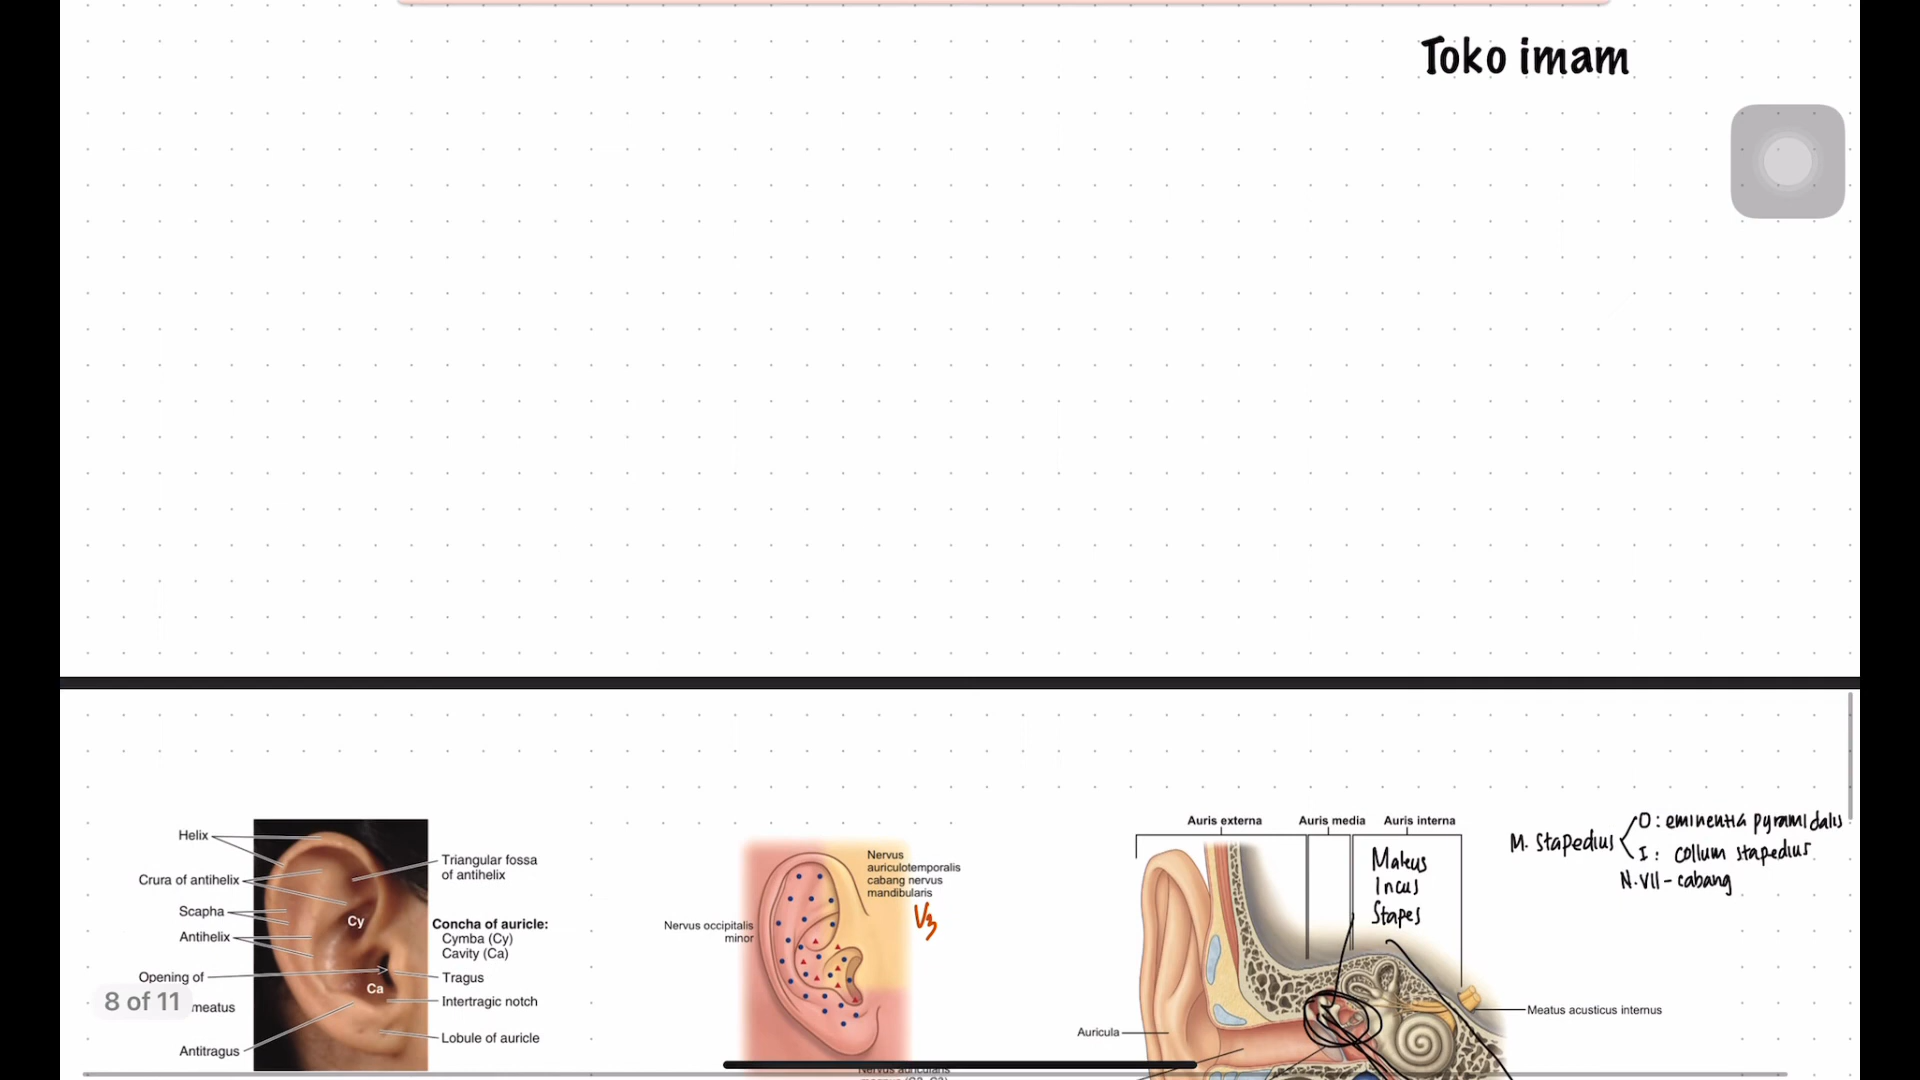 Toko imam
Helix
Crura of antihelix
Scapha
Antihelix
Opening of
meatus
Antitragus
Cy
Ca
Triangular fossa
of antihelix
Concha of auricle:
Cymba (Cy)
Cavity (Ca)
Tragus
Intertragic notch
Lobule of auricle
8 of 11
Nervus occipitalis
minor
Nervus
auriculotemporalis
cabang nervus
mandibularis
V3
Nervus auricularis
Auris externa
Auris media
Auris interna
Maleus
Incus
Stapes
Auricula
Meatus acusticus internus
M. Stapedius
O: eminentia pyramidalis
I: collum stapedius
N.VII - cabang